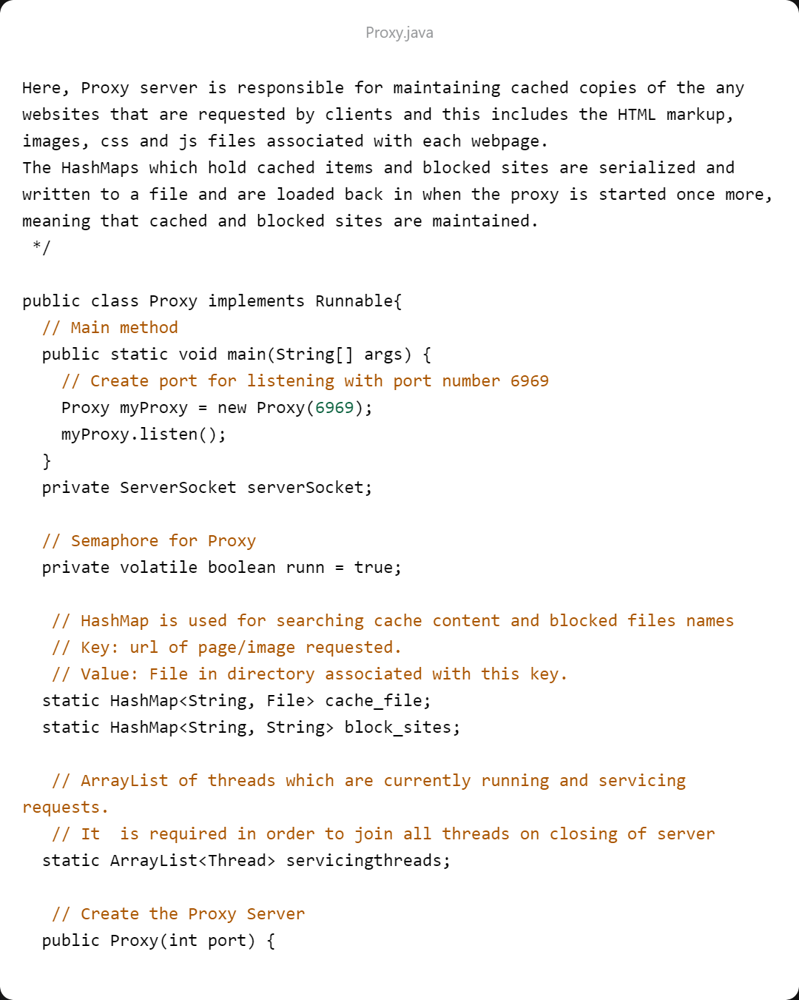 Proxy.java
Here, Proxy server is responsible for maintaining cached copies of the any
websites that are requested by clients and this includes the HTML markup,
images, css and js files associated with each webpage.
The HashMaps which hold cached items and blocked sites are serialized and
written to a file and are loaded back in when the proxy is started once more,
meaning that cached and blocked sites are maintained.
 */
public class Proxy implements Runnable{
  // Main method
  public static void main(String[] args) {
    // Create port for listening with port number 6969
    Proxy myProxy = new Proxy(6969);
    myProxy.listen();
  }
  private ServerSocket serverSocket;
  // Semaphore for Proxy
  private volatile boolean runn = true;
   // HashMap is used for searching cache content and blocked files names
   // Key: url of page/image requested.
   // Value: File in directory associated with this key.
  static HashMap<String, File> cache_file;
  static HashMap<String, String> block_sites;
   // ArrayList of threads which are currently running and servicing
requests.
   // It  is required in order to join all threads on closing of server
  static ArrayList<Thread> servicingthreads;
   // Create the Proxy Server
  public Proxy(int port) {